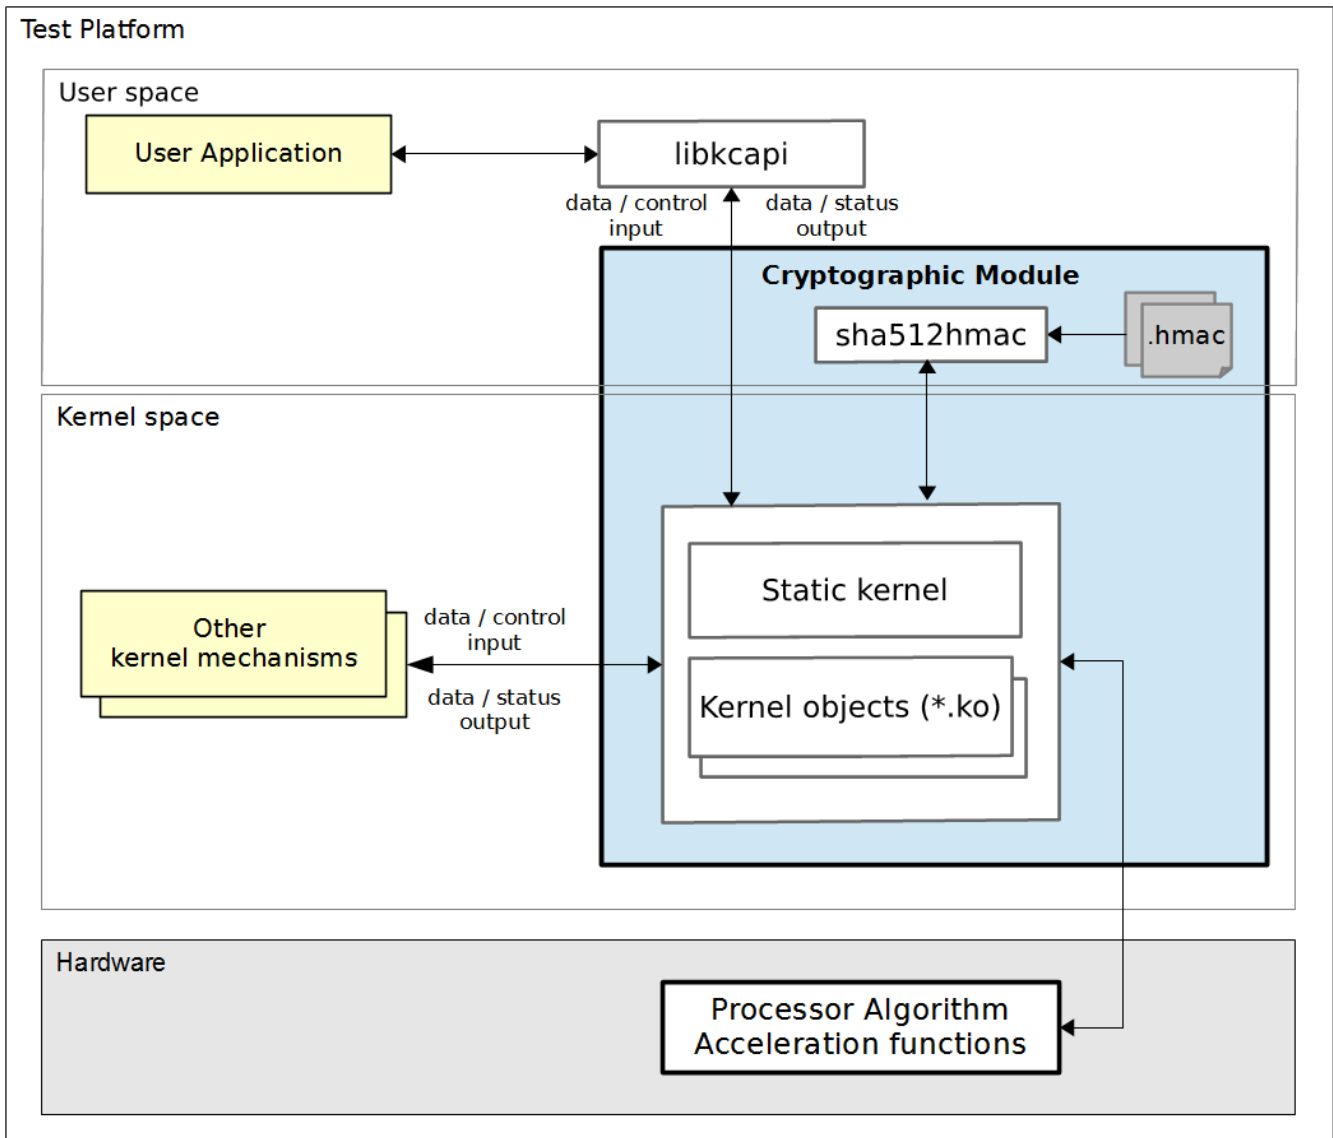 Test Platform
User space
User Application
libkcapi
data / control
input
data / status
output
Cryptographic Module
sha512hmac
.hmac
Kernel space
Static kernel
Other
kernel mechanisms
data / control
input
data / status
output
Kernel objects (*.ko)
Hardware
Processor Algorithm
Acceleration functions